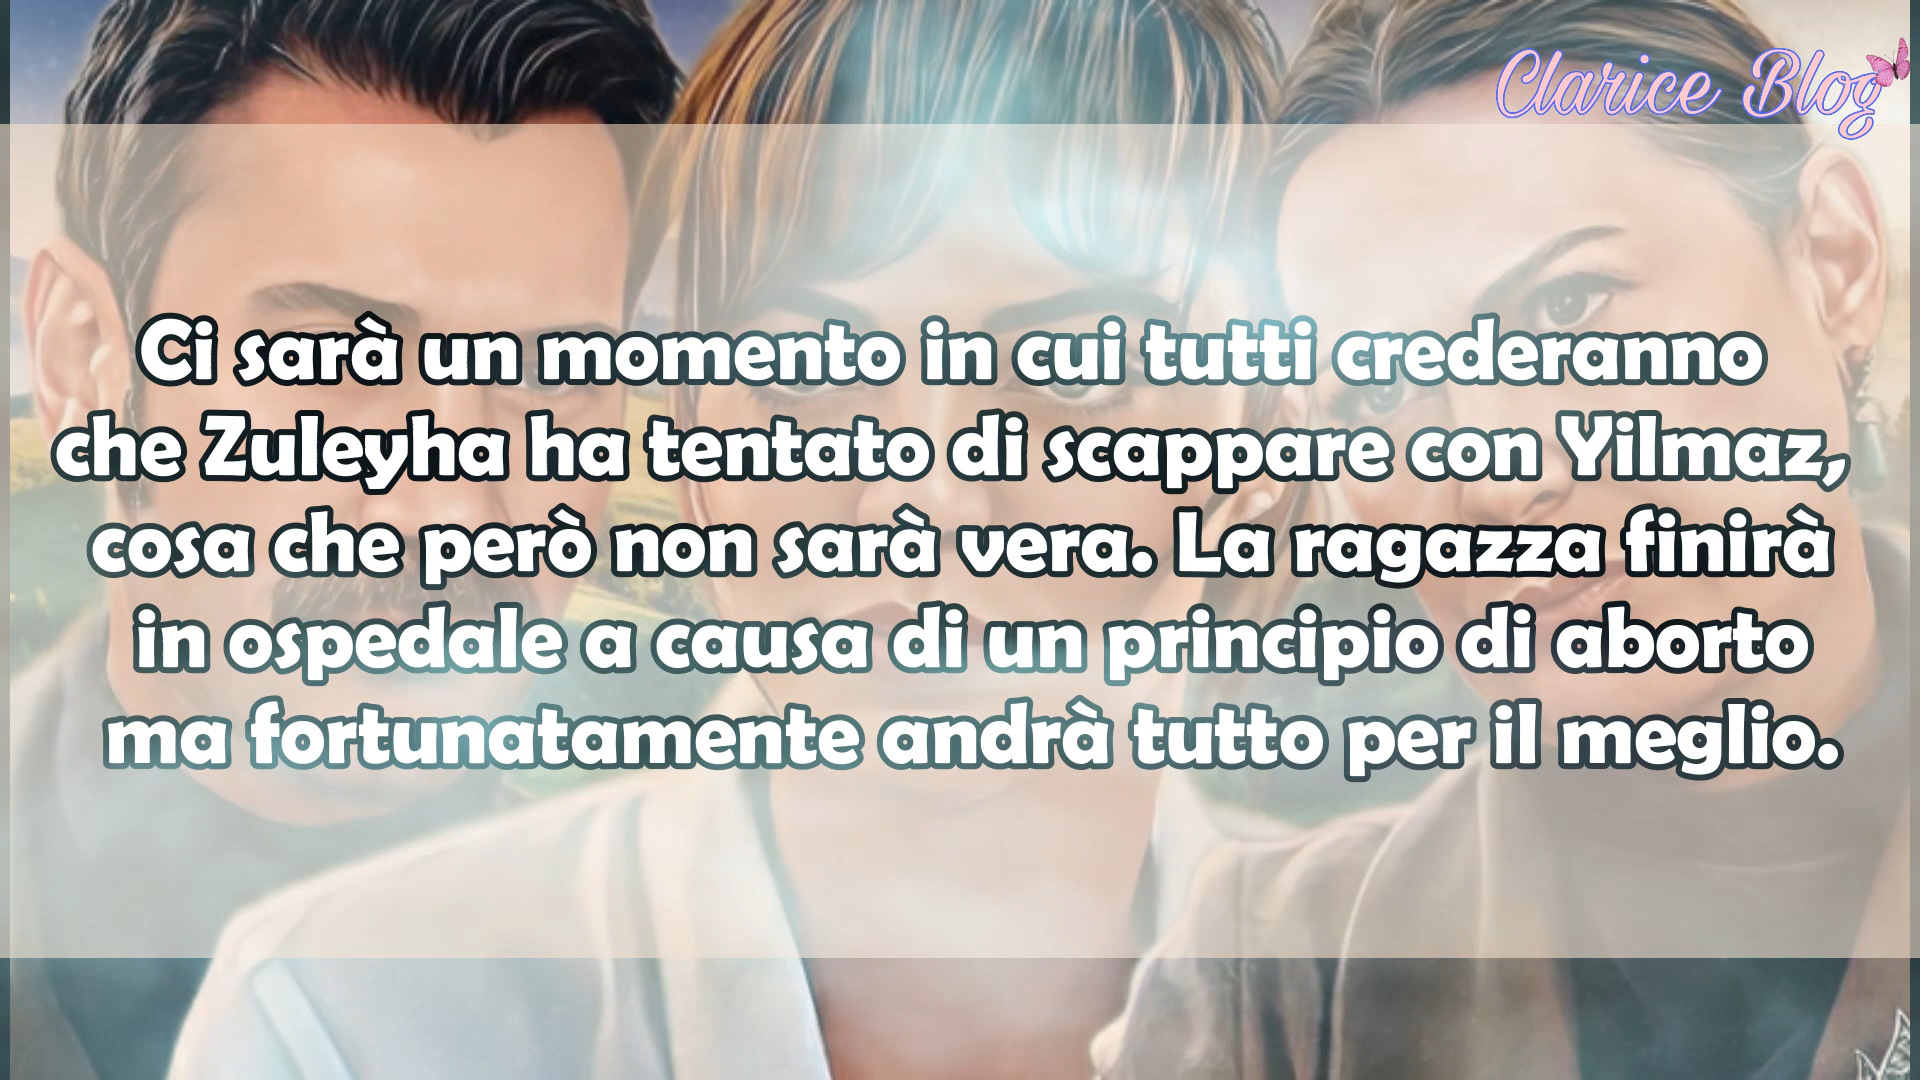 Clarice Blog
Ci sarà un momento in cui tutti crederanno
che Zuleyha ha tentato di scappare con Yilmaz,
cosa che però non sarà vera. La ragazza finirà
in ospedale a causa di un principio di aborto
ma fortunatamente andrà tutto per il meglio.